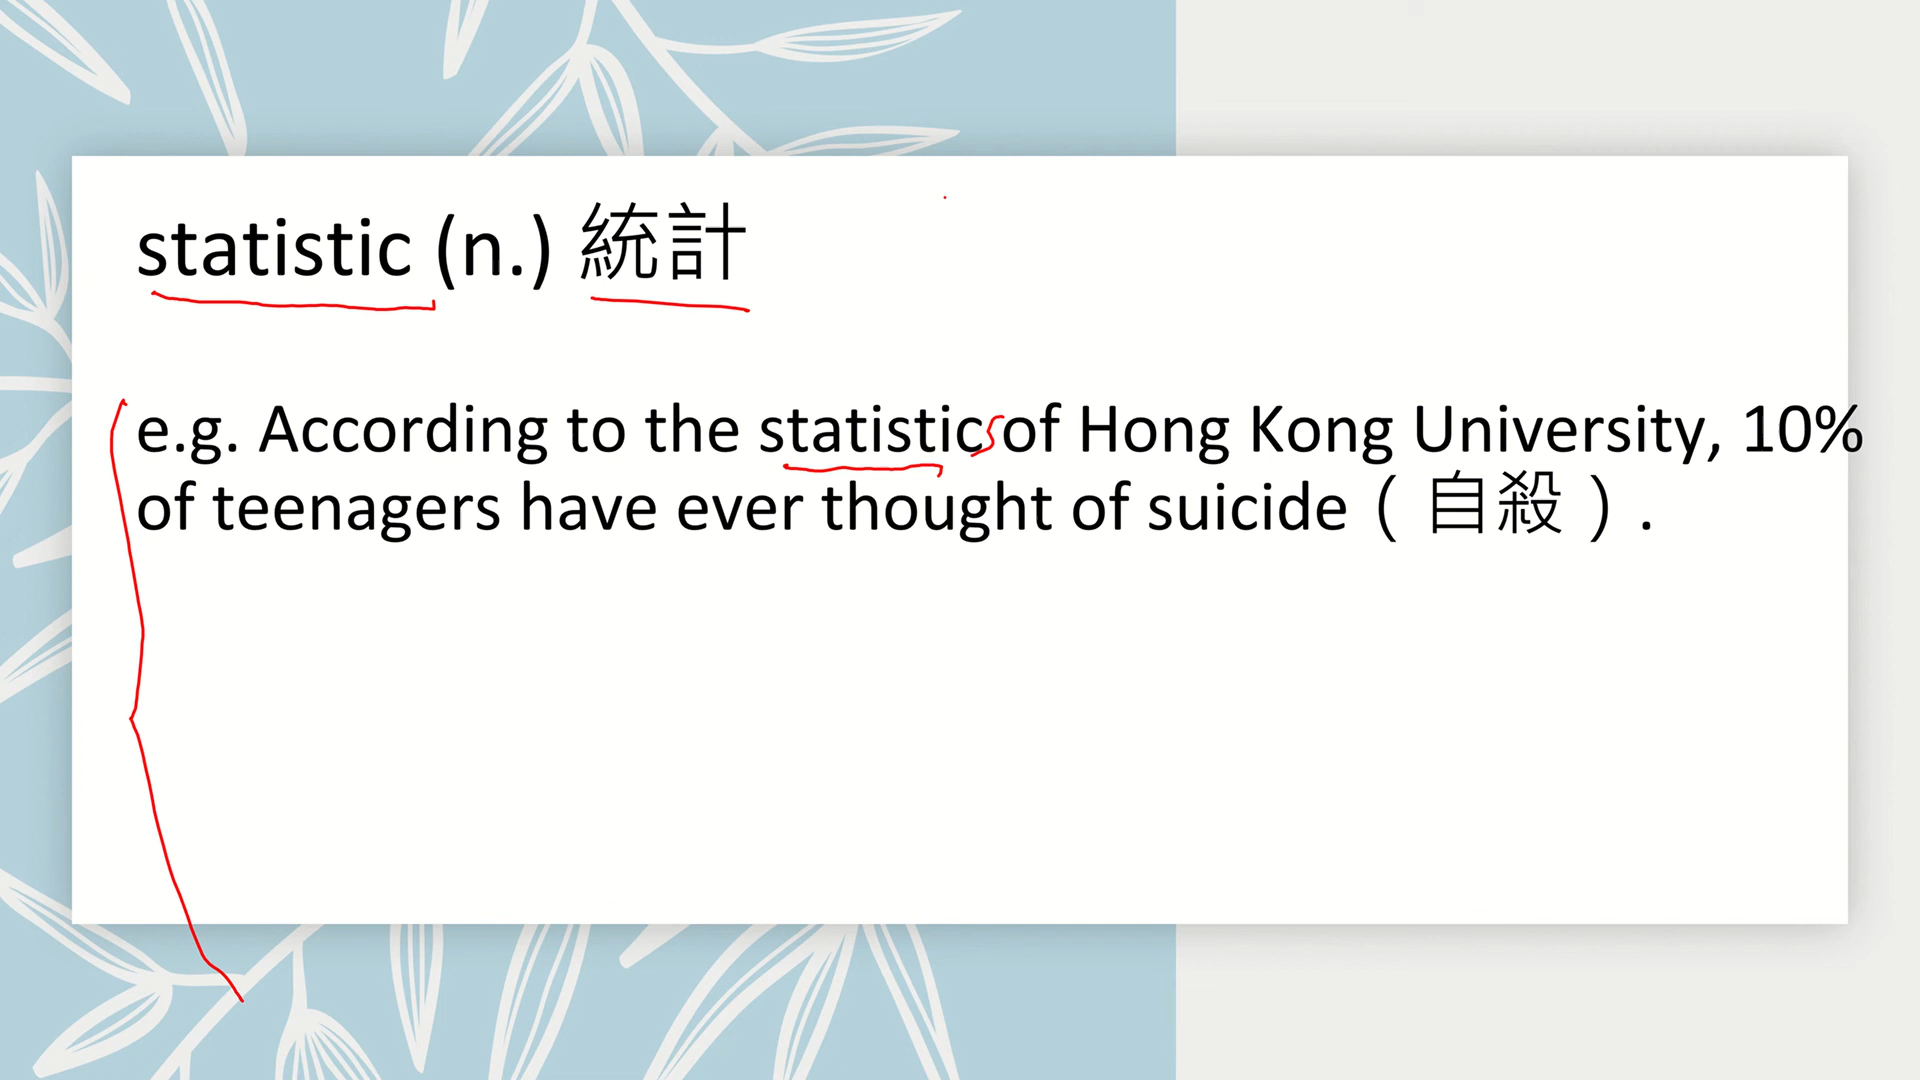 statistic (n.) 統計
e.g. According to the statistics of Hong Kong University, 10%
of teenagers have ever thought of suicide（自殺）.